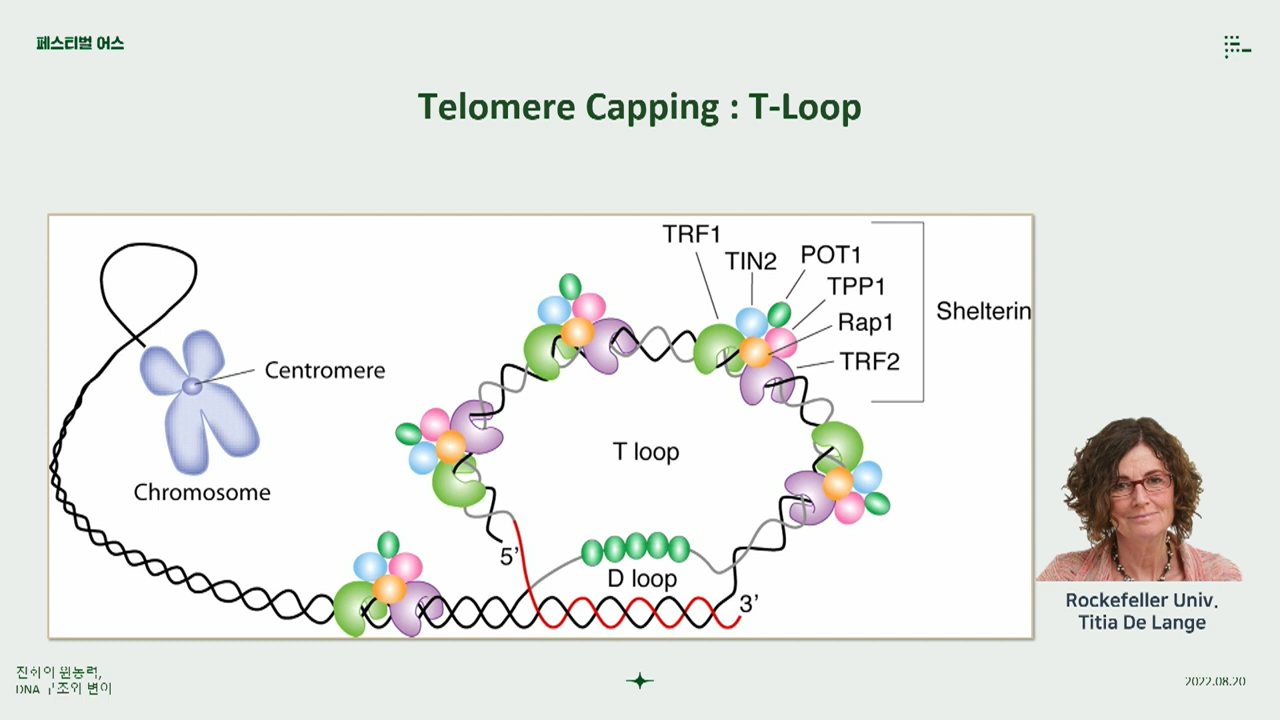 페스티벌 어스
Telomere Capping : T-Loop
TRF1
TIN2
POT1
TPP1
Rap1
TRF2
Shelterin
Centromere
Chromosome
T loop
5’
D loop
3’
Rockefeller Univ.
Titia De Lange
진화의 원동력,
DNA 구조의 변이
2022.08.20